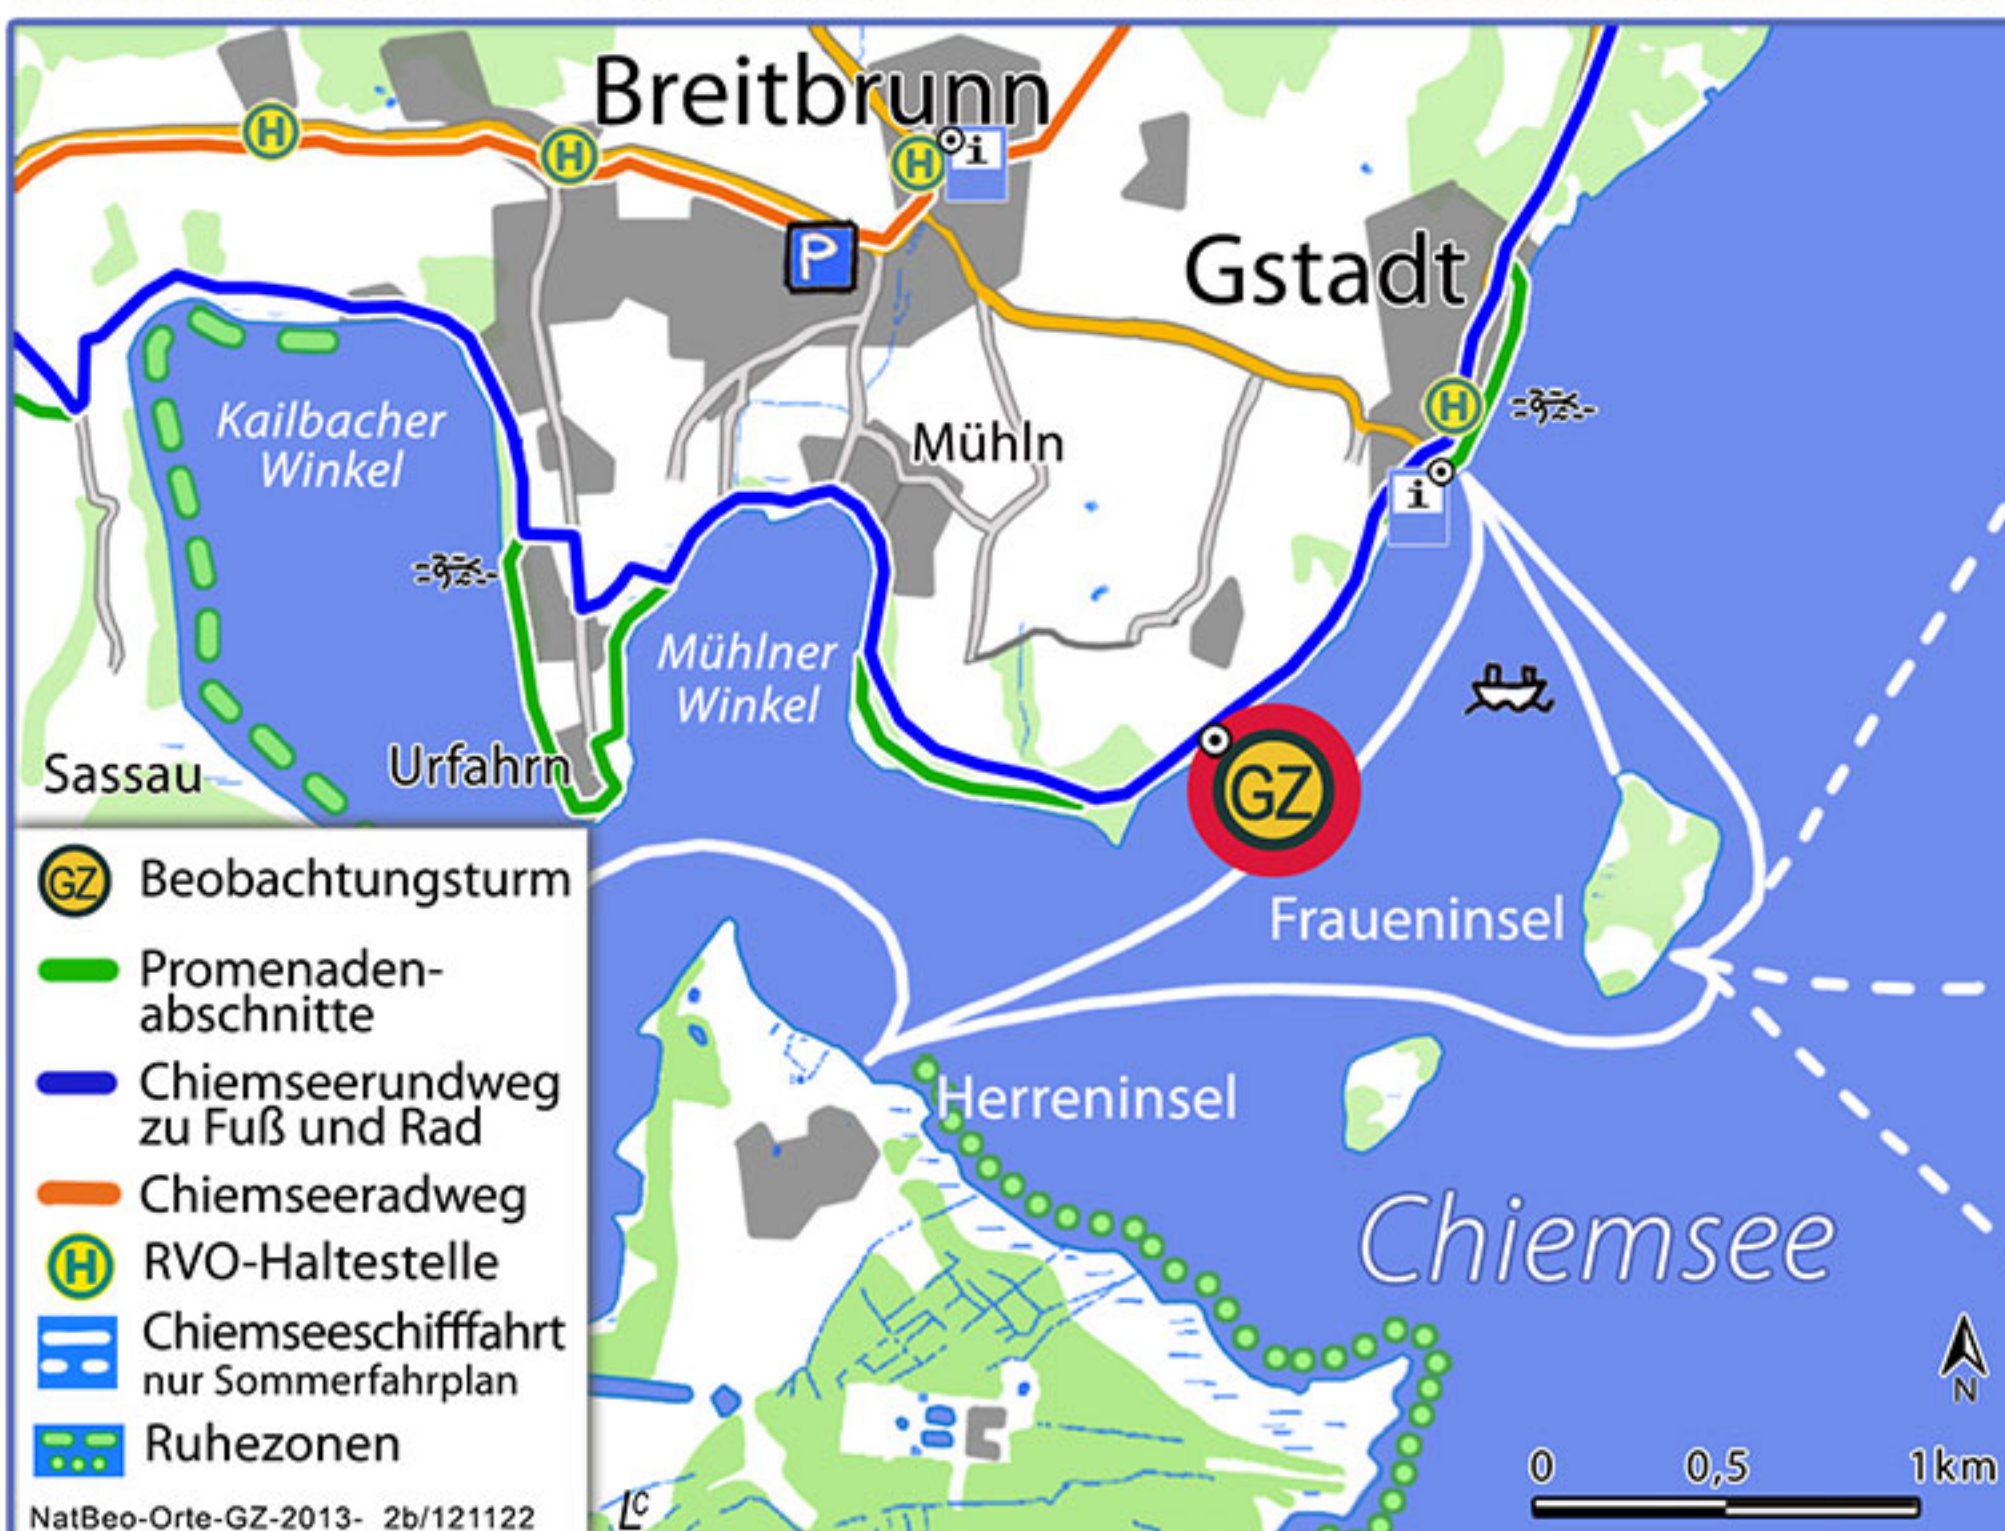 Breitbrunn
H
H
H
i
P
Gstadt
Kailbacher
Winkel
Mühln
H
i
Mühlner
Winkel
Sassau
Urfahrn
GZ
Fraueninsel
Herreninsel
Chiemsee
GZ Beobachtungsturm
Promenaden-
abschnitte
Chiemseerundweg
zu Fuß und Rad
Chiemseeradweg
H RVO-Haltestelle
Chiemseeschifffahrt
nur Sommerfahrplan
Ruhezonen
NatBeo-Orte-GZ-2013- 2b/121122
LC
N
0 0,5 1km